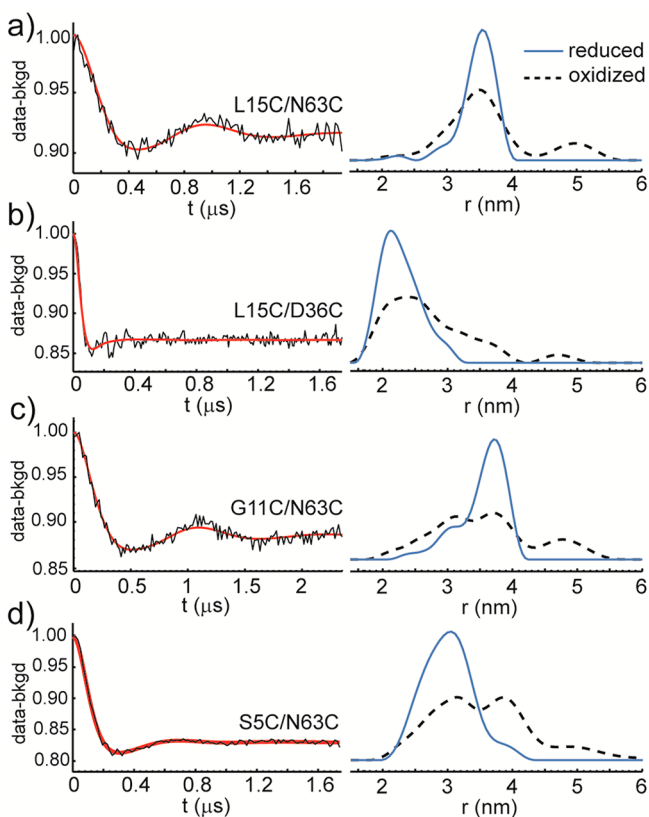 a)
data-bkgd
1.00
0.95
0.90
L15C/N63C
0 0.4 0.8 1.2 1.6
t (μs)
reduced
oxidized
2 3 4 5 6
r (nm)
b)
data-bkgd
1.00
0.95
0.90
0.85
L15C/D36C
0 0.4 0.8 1.2 1.6
t (μs)
2 3 4 5 6
r (nm)
c)
data-bkgd
1.00
0.95
0.90
0.85
G11C/N63C
0 0.5 1 1.5 2
t (μs)
2 3 4 5 6
r (nm)
d)
data-bkgd
1.00
0.95
0.90
0.85
0.80
S5C/N63C
0 0.4 0.8 1.2 1.6
t (μs)
2 3 4 5 6
r (nm)